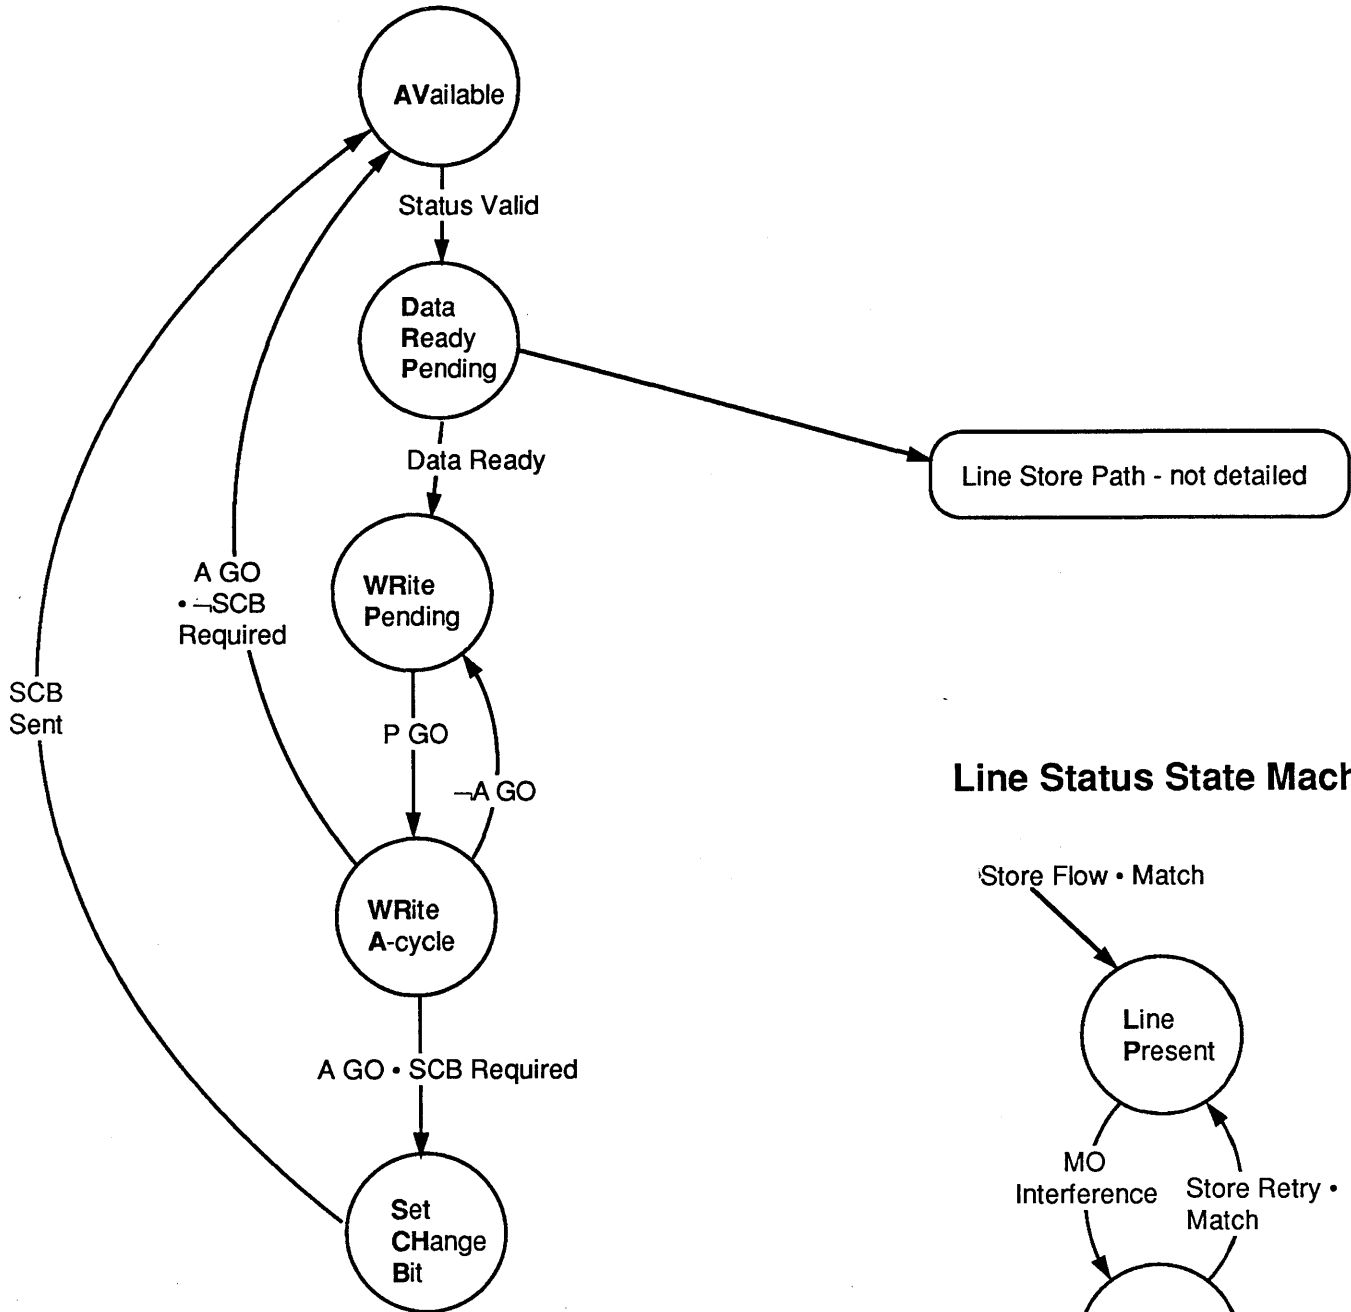 AVailable
Status Valid
Data
Ready
Pending
Data Ready
Line Store Path - not detailed
WRite
Pending
A GO
• ¬SCB
Required
SCB
Sent
P GO
¬A GO
WRite
A-cycle
A GO • SCB Required
Set
CHange
Bit
Line Status State Mach
Store Flow • Match
Line
Present
MO
Interference
Store Retry •
Match